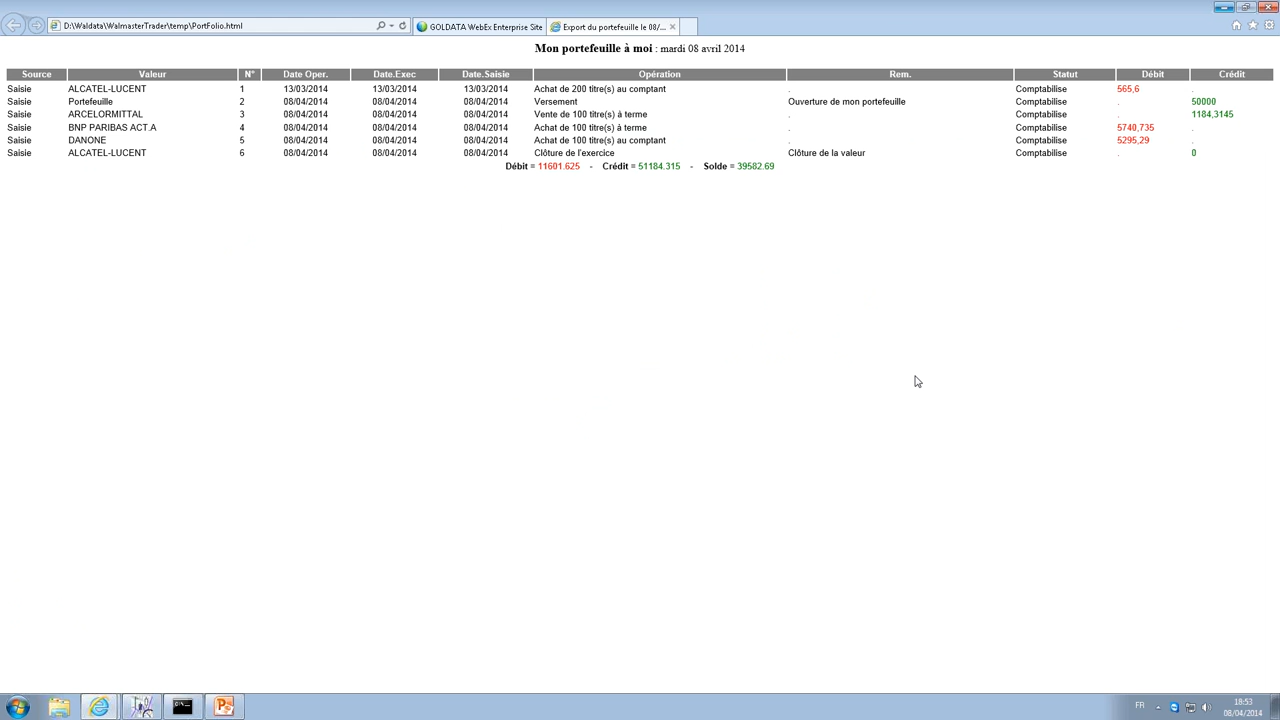 D:\Waldata\WalmasterTrader\temp\PortFolio.html
GOLDATA WebEx Enterprise Site
Export du portefeuille le 08/...
Mon portefeuille à moi : mardi 08 avril 2014
Source Valeur N° Date Oper. Date.Exec Date.Saisie Opération Rem. Statut Débit Crédit
Saisie ALCATEL-LUCENT 1 13/03/2014 13/03/2014 13/03/2014 Achat de 200 titre(s) au comptant . Comptabilise 565,6 .
Saisie Portefeuille 2 08/04/2014 08/04/2014 08/04/2014 Versement Ouverture de mon portefeuille Comptabilise . 50000
Saisie ARCELORMITTAL 3 08/04/2014 08/04/2014 08/04/2014 Vente de 100 titre(s) à terme . Comptabilise . 1184,3145
Saisie BNP PARIBAS ACT.A 4 08/04/2014 08/04/2014 08/04/2014 Achat de 100 titre(s) à terme . Comptabilise 5740,735 .
Saisie DANONE 5 08/04/2014 08/04/2014 08/04/2014 Achat de 100 titre(s) au comptant . Comptabilise 5295,29 .
Saisie ALCATEL-LUCENT 6 08/04/2014 08/04/2014 08/04/2014 Clôture de l'exercice Clôture de la valeur Comptabilise . 0
Débit = 11601.625 - Crédit = 51184.315 - Solde = 39582.69
FR
18:53
08/04/2014